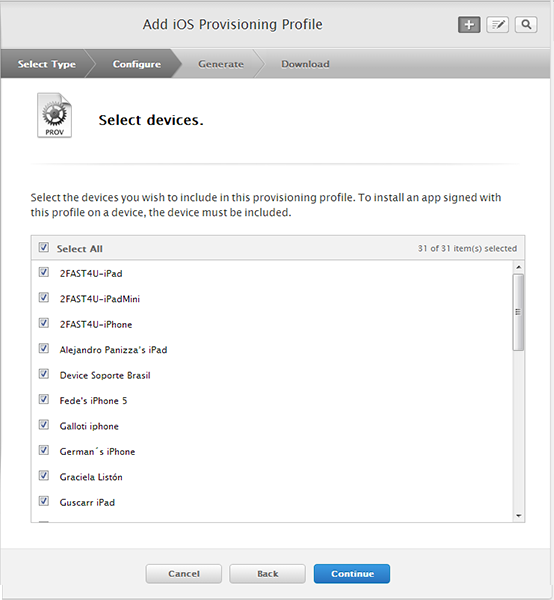 Add iOS Provisioning Profile
Select Type
Configure
Generate
Download
PROV
Select devices.
Select the devices you wish to include in this provisioning profile. To install an app signed with
this profile on a device, the device must be included.
Select All
31 of 31 item(s) selected
2FAST4U-iPad
2FAST4U-iPadMini
2FAST4U-iPhone
Alejandro Panizza's iPad
Device Soporte Brasil
Fede's iPhone 5
Galloti iphone
German´s iPhone
Graciela Listón
Guscarr iPad
Cancel
Back
Continue